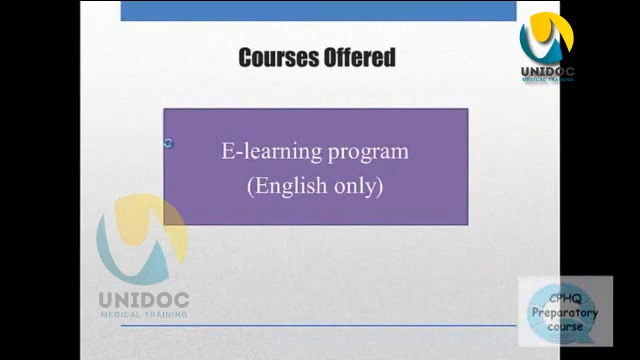 Courses Offered
UNIDOC
MEDICAL TRAINING
E-learning program
(English only)
UNIDOC
MEDICAL TRAINING
CPHQ
Preparatory
course